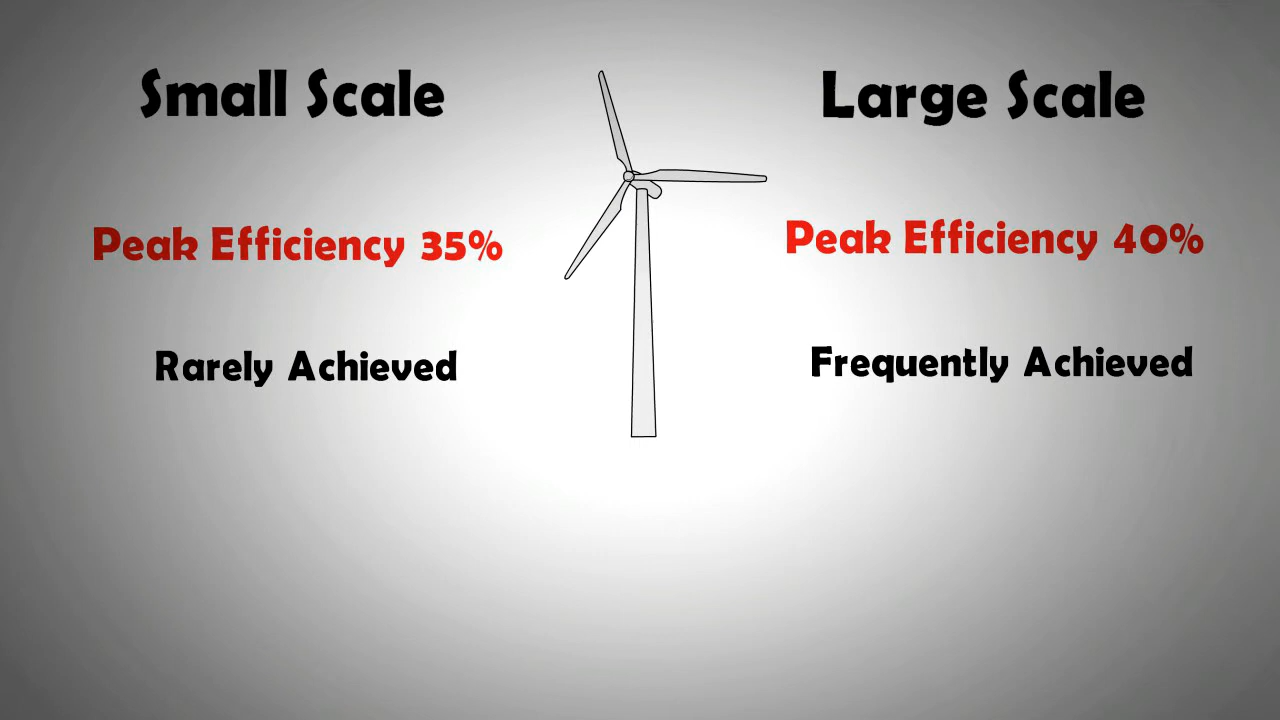 Small Scale
Peak Efficiency 35%
Rarely Achieved
Large Scale
Peak Efficiency 40%
Frequently Achieved